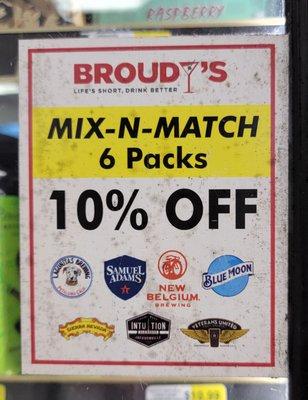 RASPBERRY
BROUDY'S
LIFE'S SHORT, DRINK BETTER
MIX-N-MATCH
6 Packs
10% OFF
SAMUEL
ADAMS
NEW
BELGIUM
BREWING
BLUE MOON
SIERRA NEVADA
INTUITION
JACKSONVILLE
VETERANS UNITED